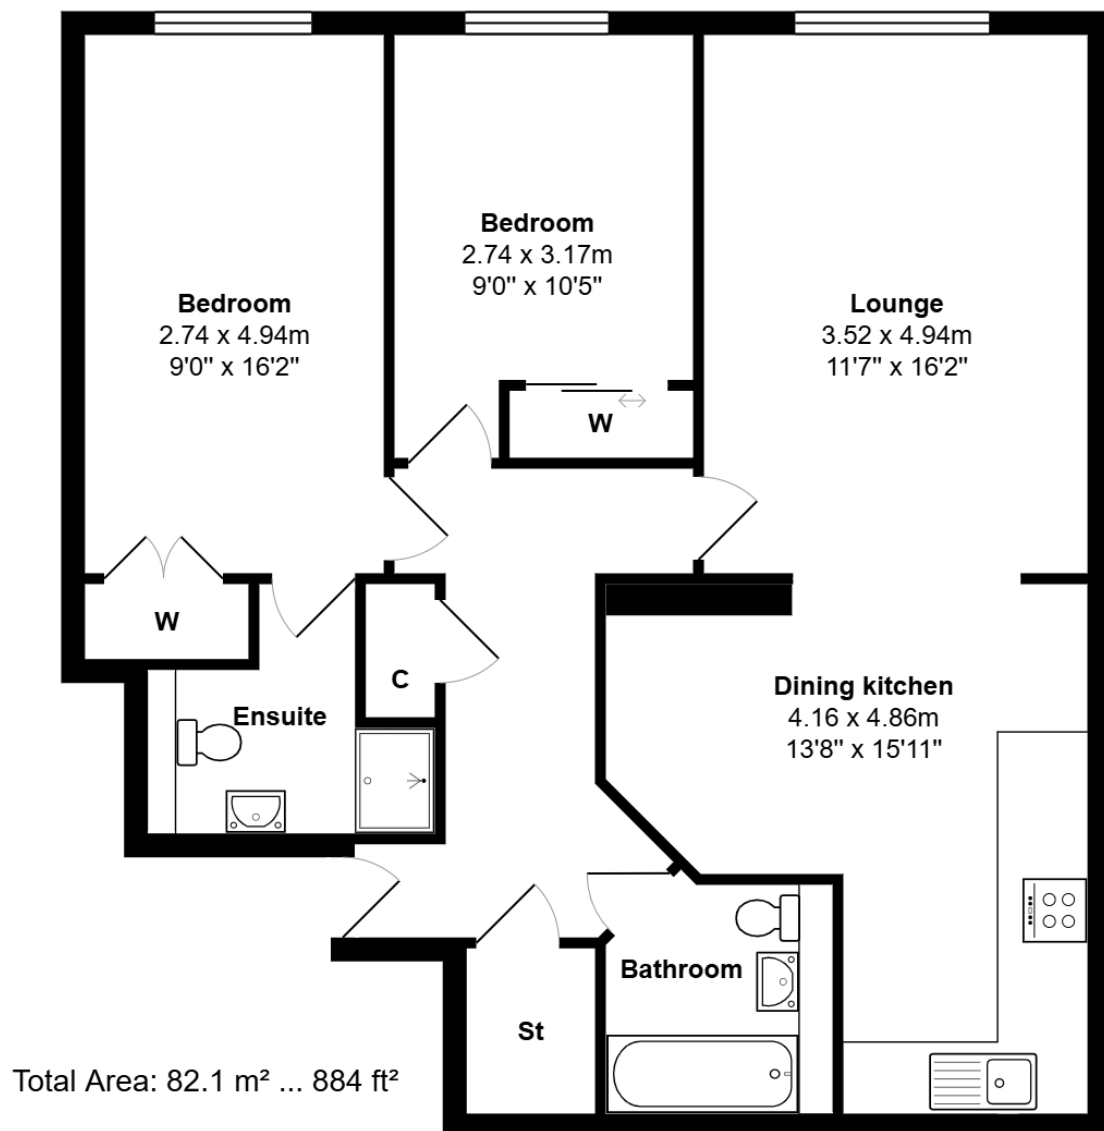 Bedroom
2.74 x 3.17m
9'0" x 10'5"
Bedroom
2.74 x 4.94m
9'0" x 16'2"
Lounge
3.52 x 4.94m
11'7" x 16'2"
W
W
C
Ensuite
Dining kitchen
4.16 x 4.86m
13'8" x 15'11"
Bathroom
St
Total Area: 82.1 m² ... 884 ft²